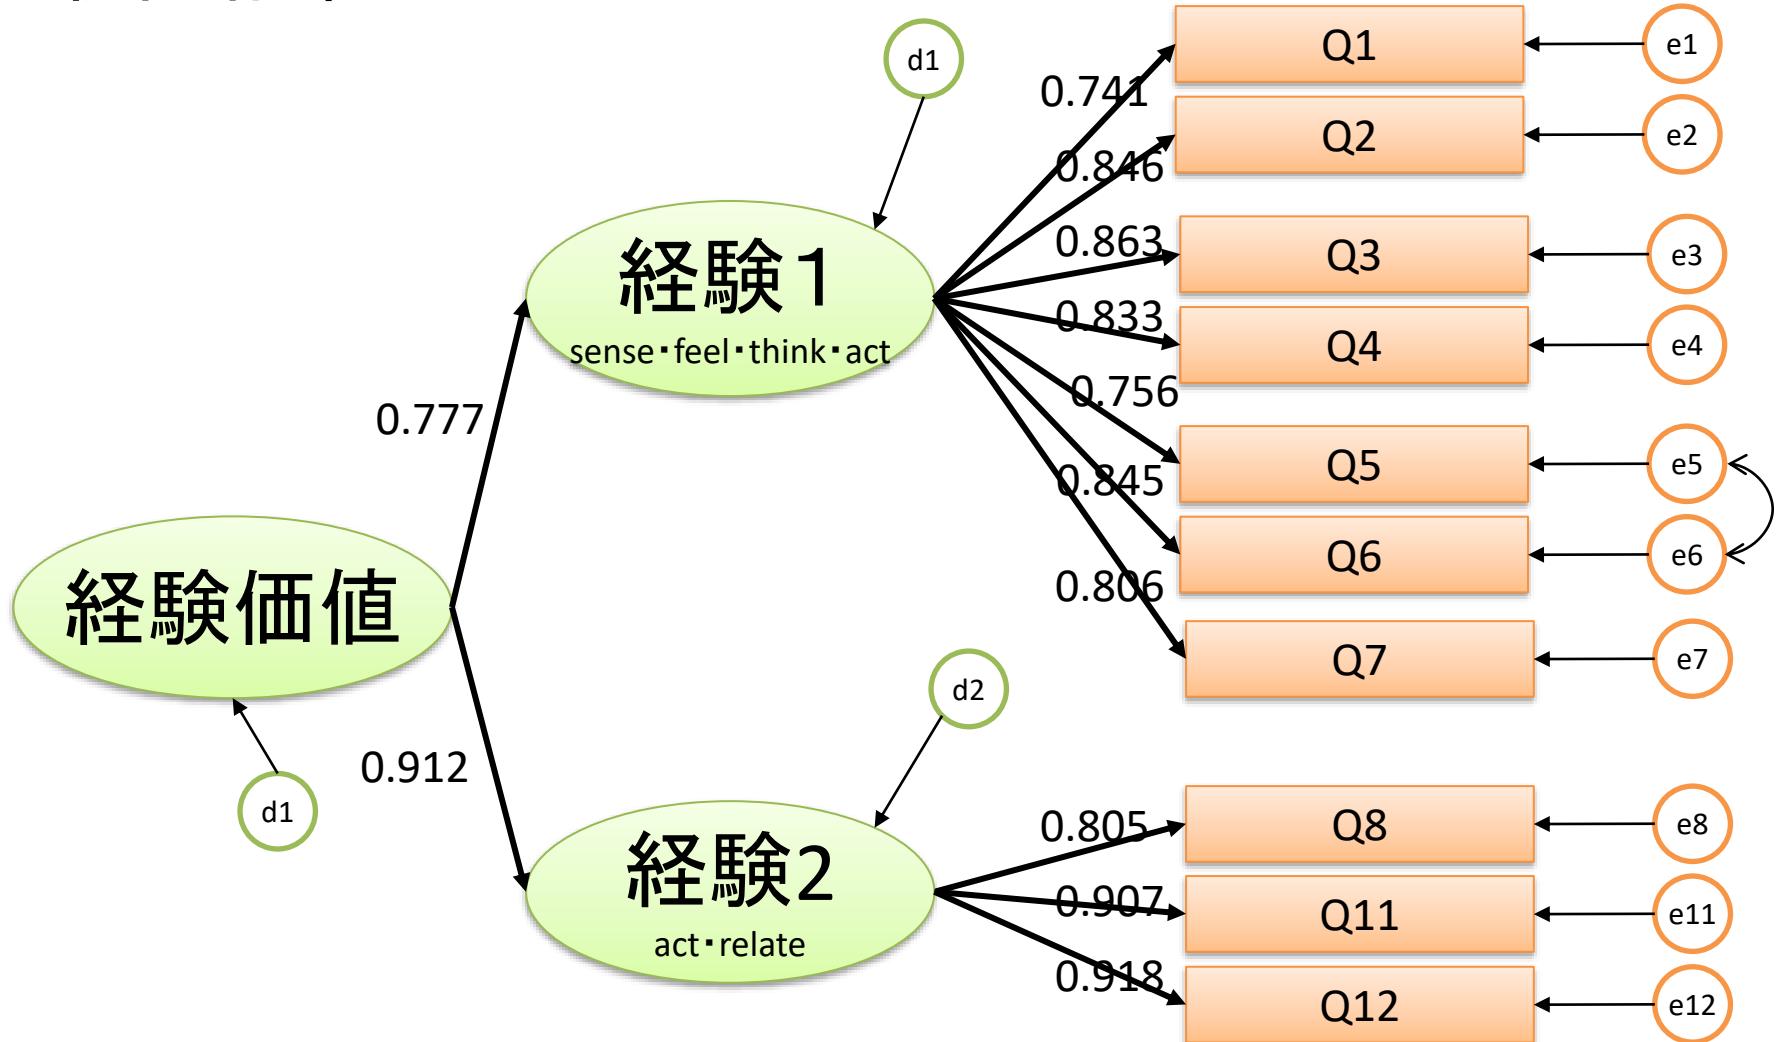 d1
Q1
e1
0.741
Q2
e2
0.846
経験1
sense・feel・think・act
0.863
Q3
e3
0.833
Q4
e4
0.777
0.756
Q5
e5
0.845
Q6
e6
経験価値
0.806
Q7
e7
d2
0.912
d1
経験2
act・relate
0.805
Q8
e8
0.907
Q11
e11
0.918
Q12
e12